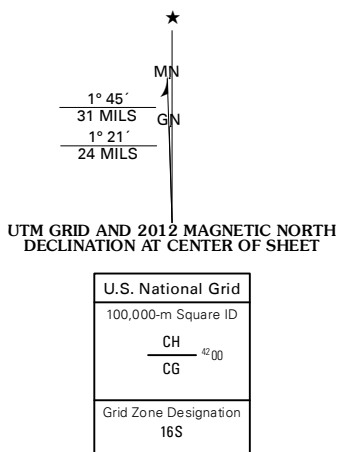 ★
MN
1° 45´
31 MILS
GN
1° 21´
24 MILS
UTM GRID AND 2012 MAGNETIC NORTH
DECLINATION AT CENTER OF SHEET
U.S. National Grid
100,000-m Square ID
CH
4200
CG
Grid Zone Designation
16S